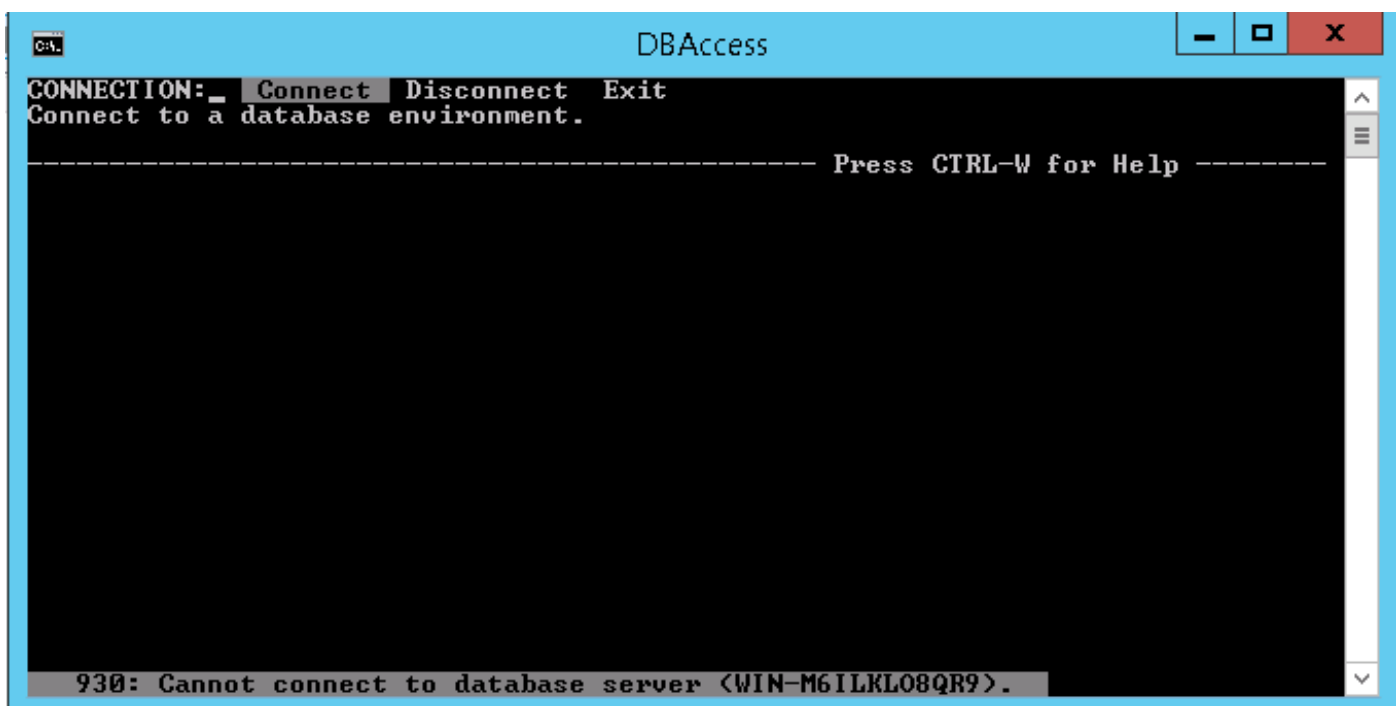 C:\.
DBAccess
CONNECTION:_ Connect Disconnect Exit
Connect to a database environment.
------------------------------------------------ Press CTRL-W for Help --------
930: Cannot connect to database server (WIN-M6ILKLO8QR9).